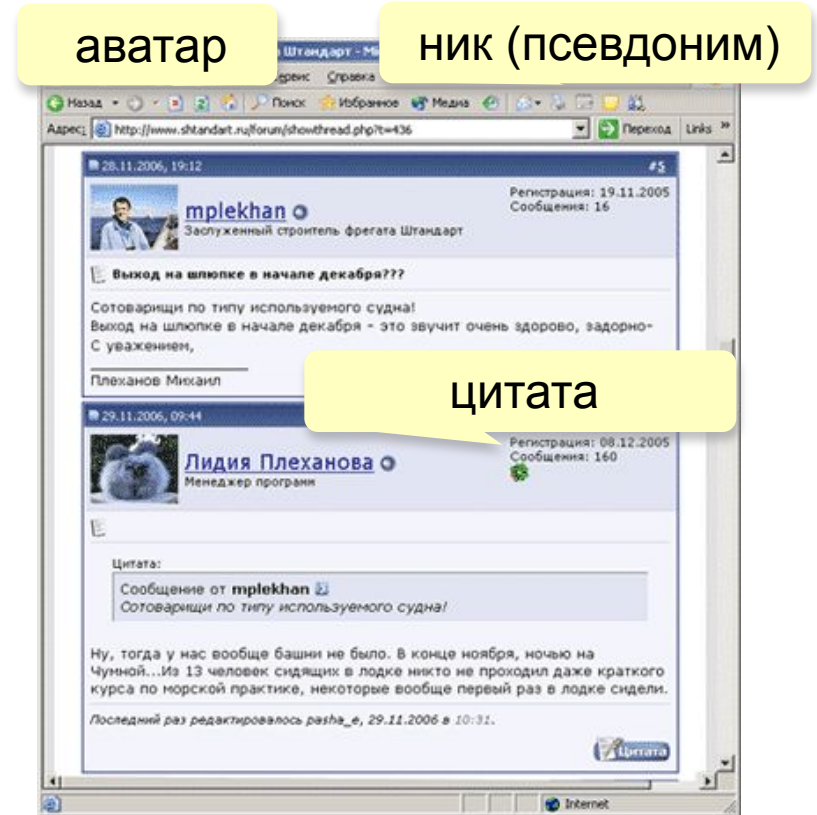 аватар
ник (псевдоним)
Штандарт - Mi
Справка
Назад
Поиск
Избранное
Медиа
Адрес:
http://www.shtandart.ru/forum/showthread.php?t=436
Переход
Links »
28.11.2006, 19:12
#5
mplekhan
Заслуженный строитель фрегата Штандарт
Регистрация: 19.11.2005
Сообщения: 16
Выход на шлюпке в начале декабря???
Сотоварищи по типу используемого судна!
Выход на шлюпке в начале декабря - это звучит очень здорово, задорно-
С уважением,
Плеханов Михаил
цитата
29.11.2006, 09:44
Лидия Плеханова
Менеджер програнн
Регистрация: 08.12.2005
Сообщения: 160
Цитата:
Сообщение от mplekhan
Сотоварищи по типу используемого судна!
Ну, тогда у нас вообще башни не было. В конце ноября, ночью на
Чумной...Из 13 человек сидящих в лодке никто не проходил даже краткого
курса по морской практике, некоторые вообще первый раз в лодке сидели.
Последний раз редактировалось pasha_e, 29.11.2006 в 10:31.
Цитата
Internet